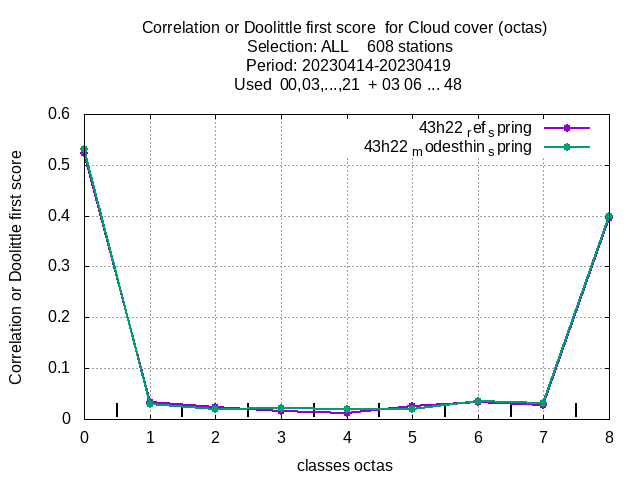 Correlation or Doolittle first score  for Cloud cover (octas)
Selection: ALL    608 stations
Period: 20230414-20230419
Used  00,03,...,21  + 03 06 ... 48
43h22 ref spring
43h22 modesthin spring
Correlation or Doolittle first score
0.6
0.5
0.4
0.3
0.2
0.1
0
0 1 2 3 4 5 6 7 8
classes octas